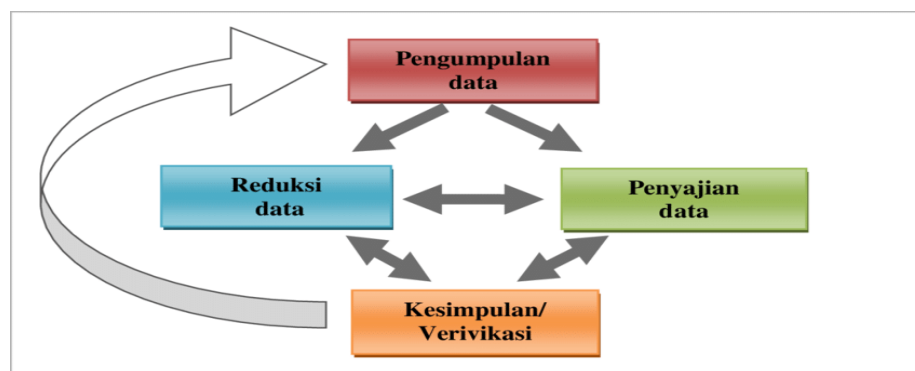 Pengumpulan
data
Reduksi
data
Penyajian
data
Kesimpulan/
Verivikasi